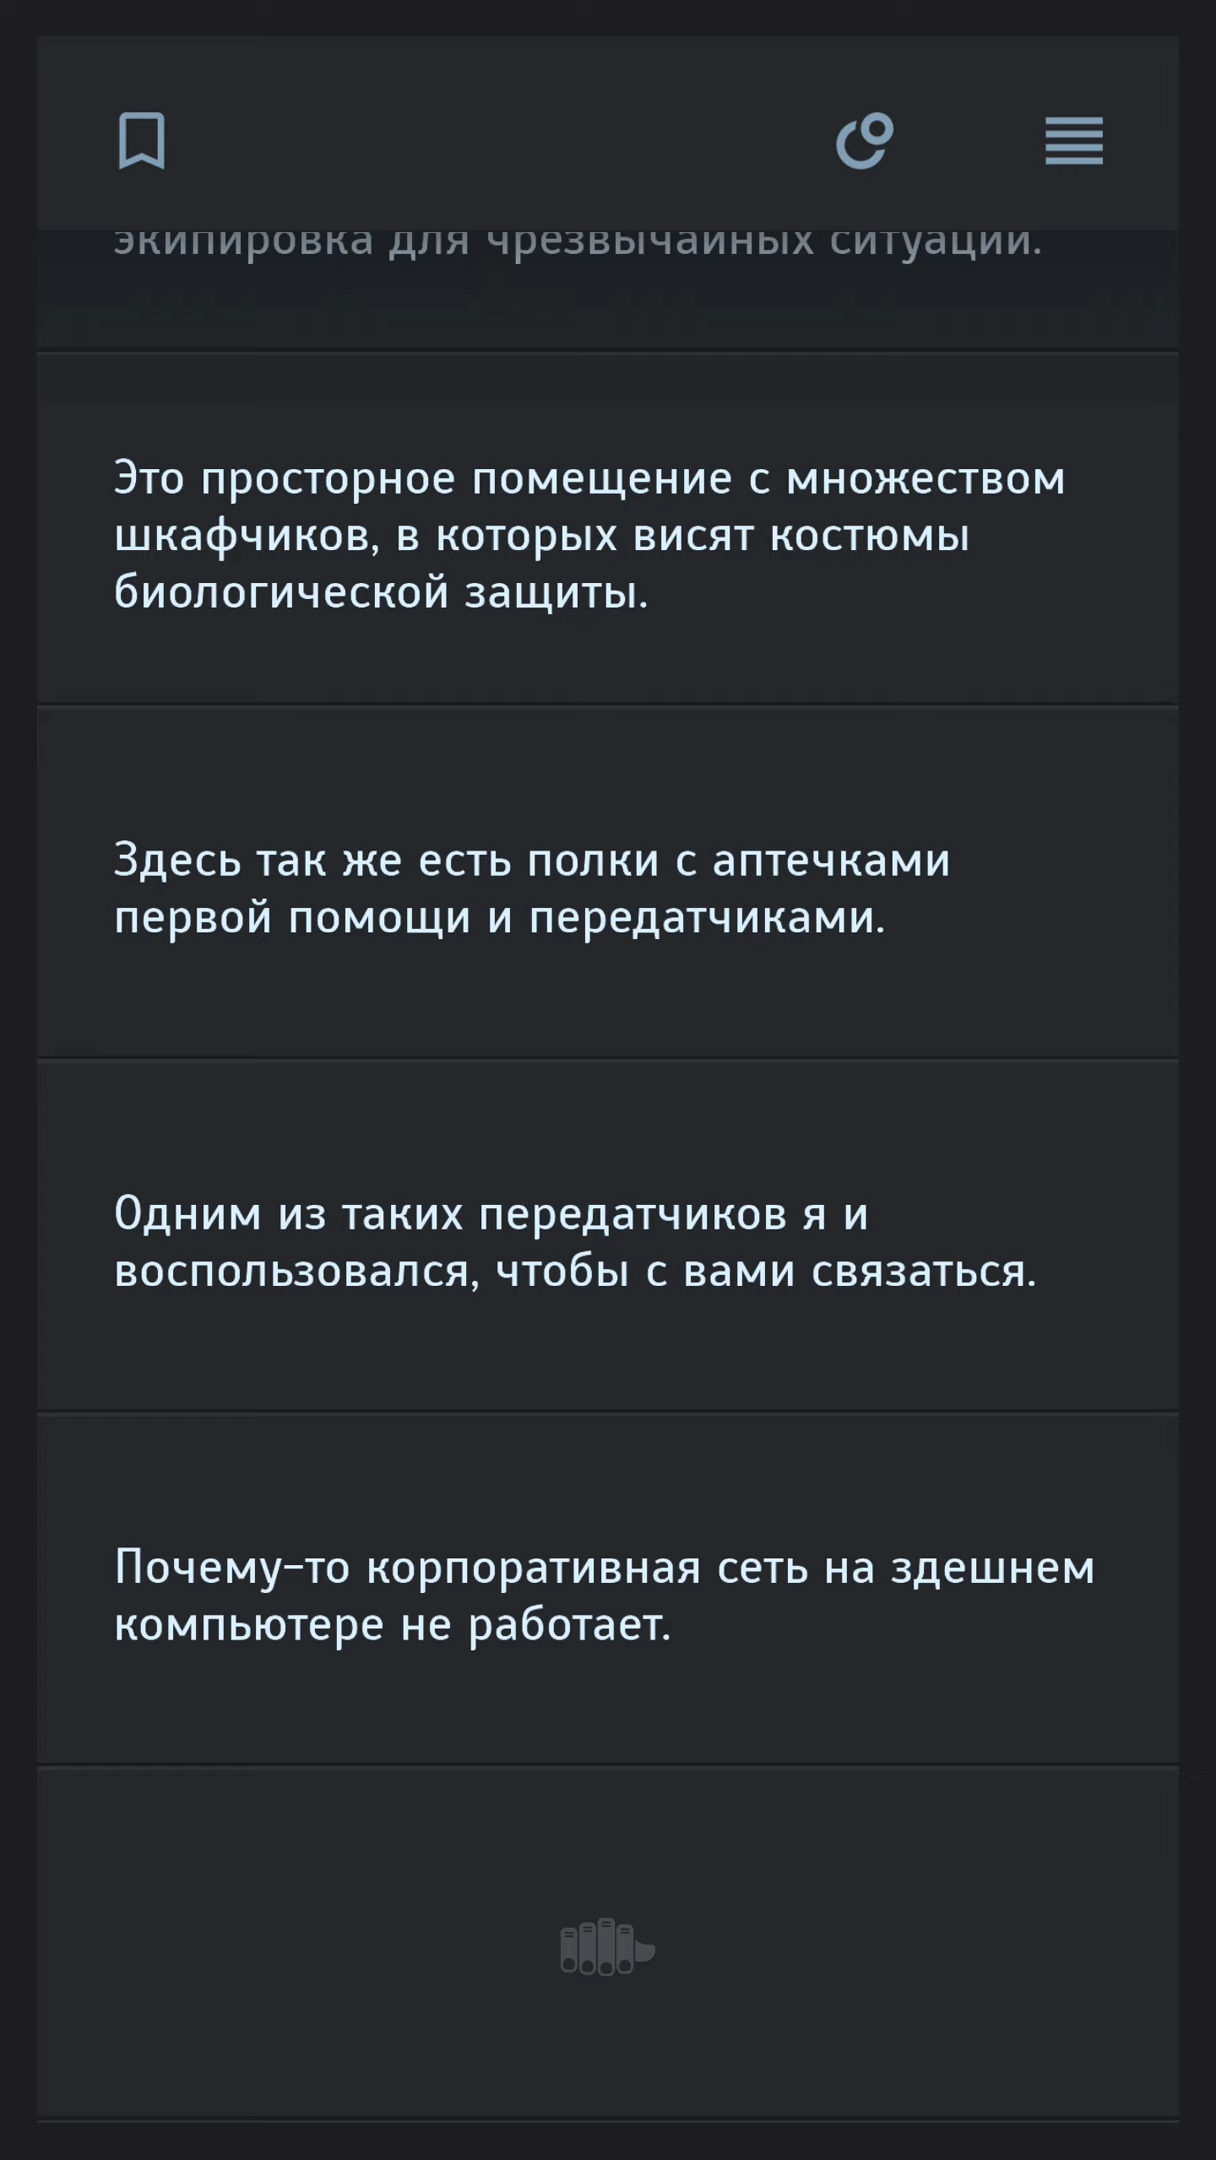 экипировка для чрезвычайных ситуаций.
Это просторное помещение с множеством
шкафчиков, в которых висят костюмы
биологической защиты.
Здесь так же есть полки с аптечками
первой помощи и передатчиками.
Одним из таких передатчиков я и
воспользовался, чтобы с вами связаться.
Почему-то корпоративная сеть на здешнем
компьютере не работает.